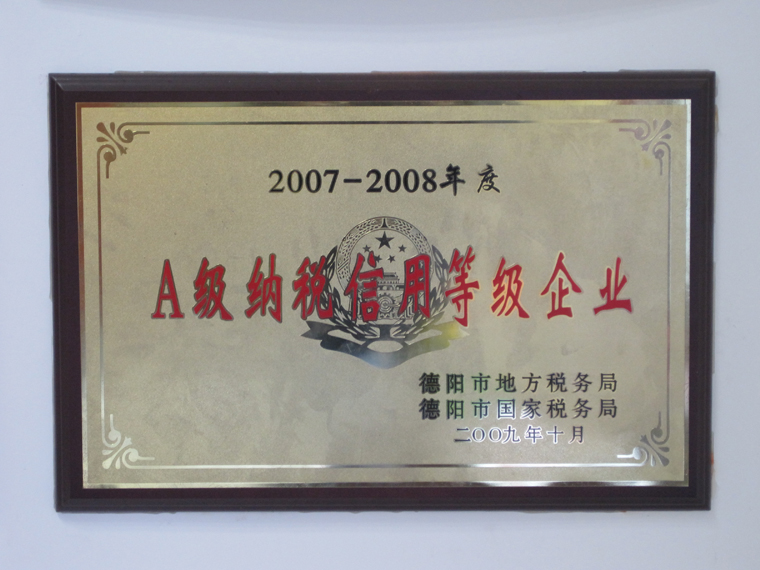 2007-2008年度
A级纳税信用等级企业
德阳市地方税务局
德阳市国家税务局
二〇〇九年十月